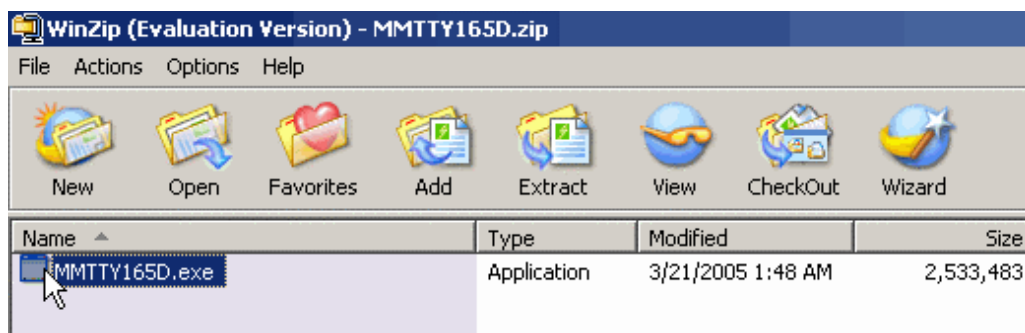 WinZip (Evaluation Version) - MMTTY165D.zip
File Actions Options Help
New Open Favorites Add Extract View CheckOut Wizard
Name Type Modified Size
MMTTY165D.exe Application 3/21/2005 1:48 AM 2,533,483